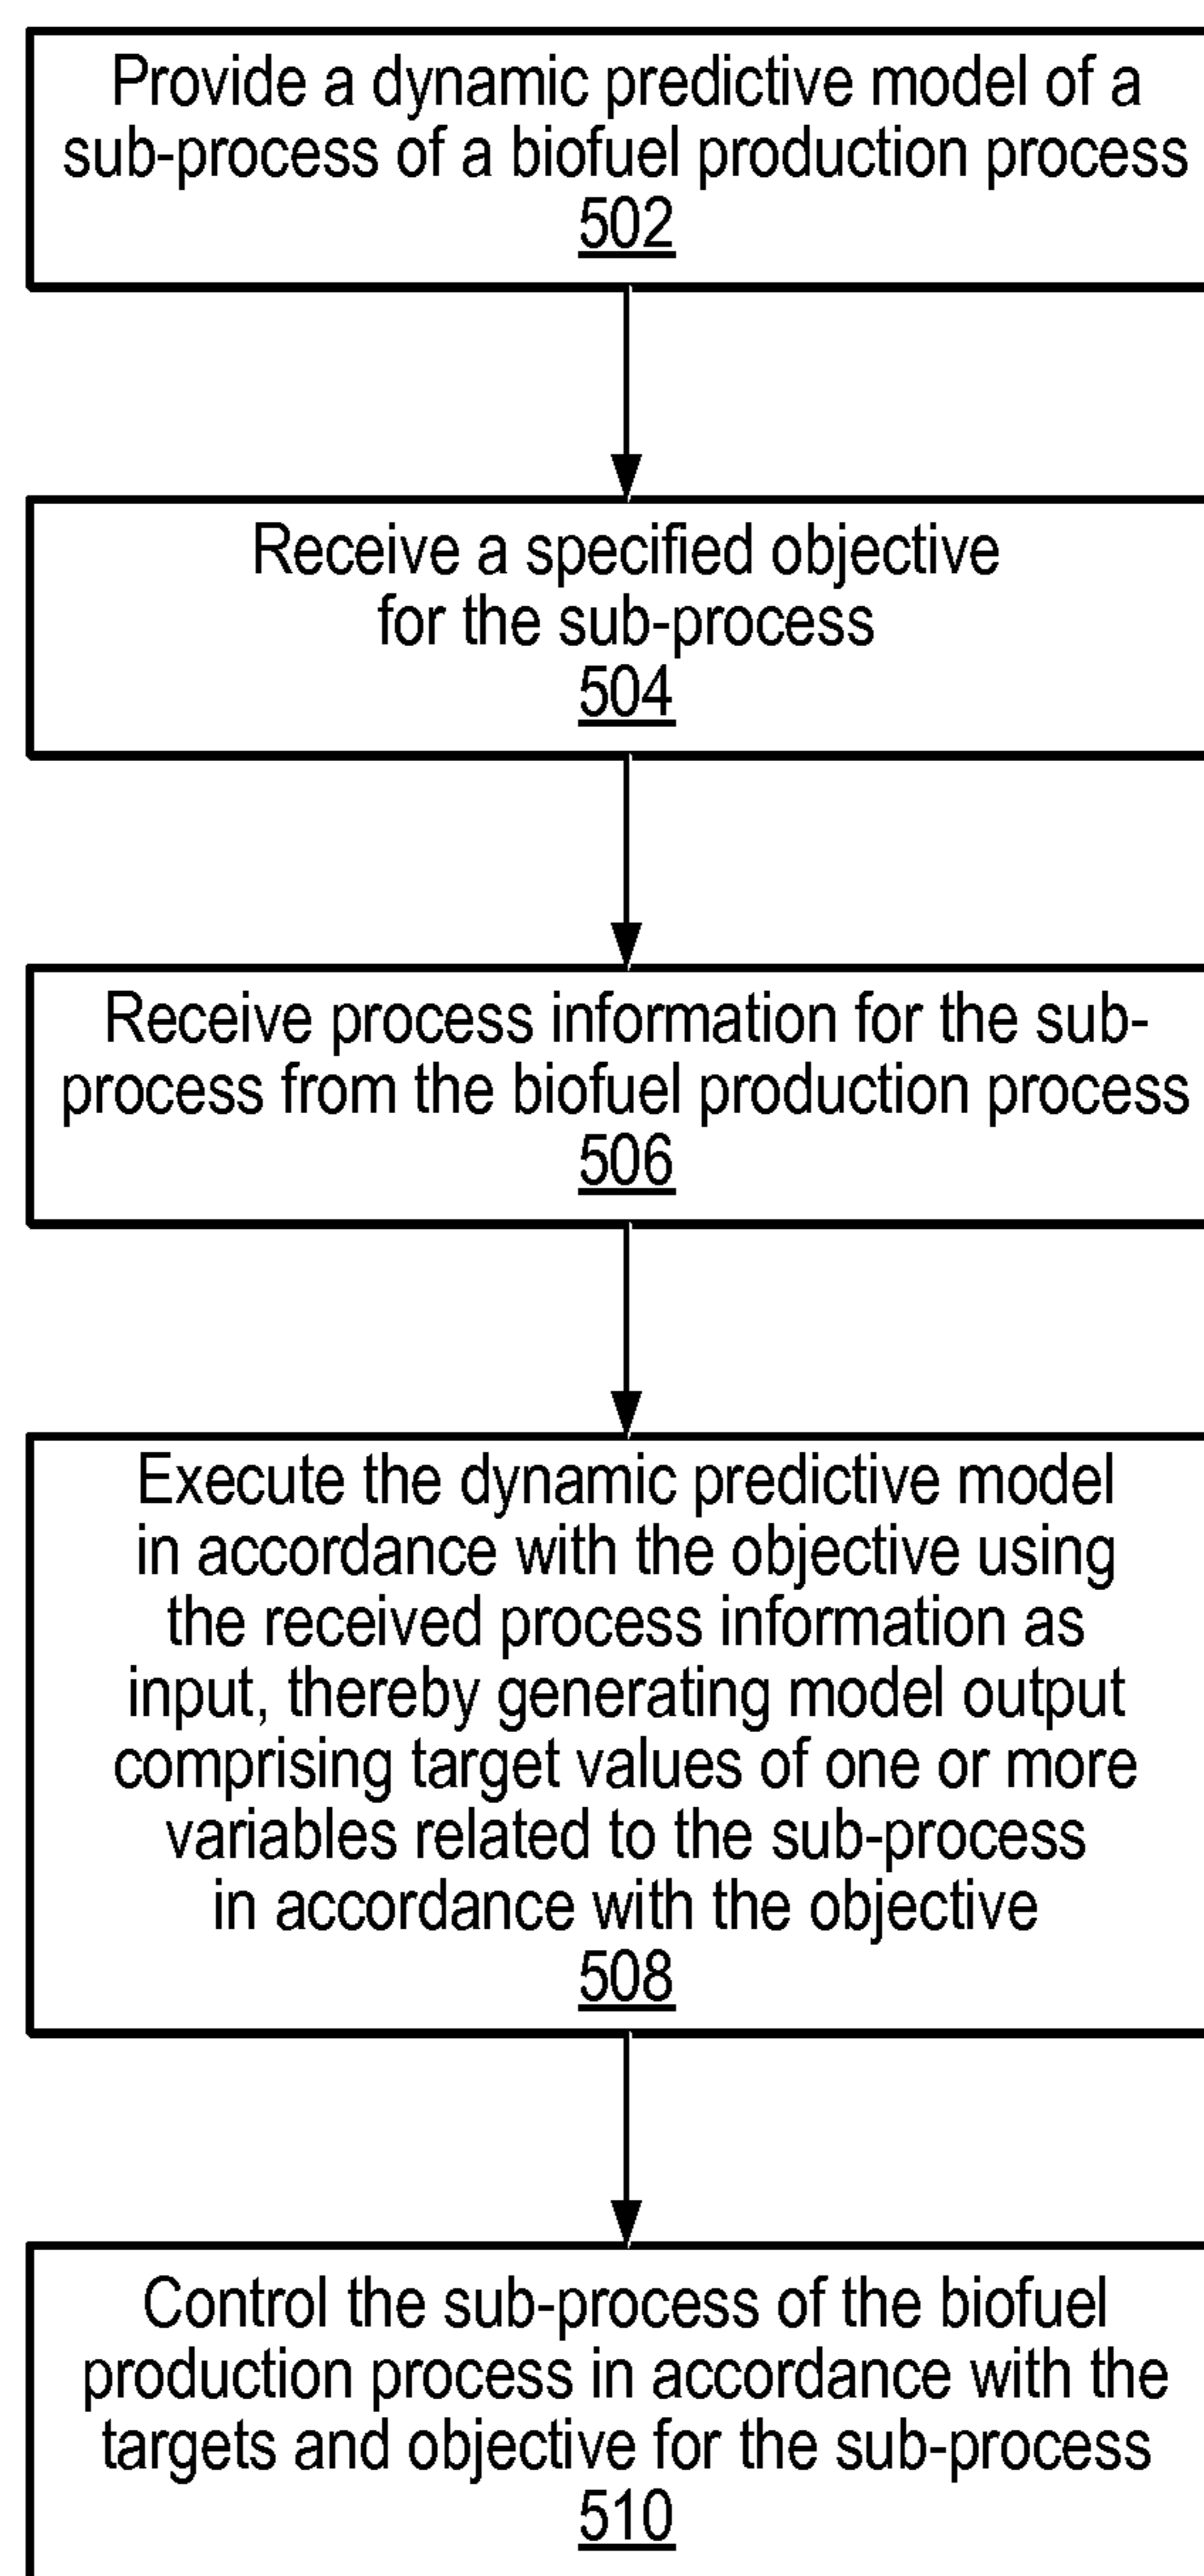 Provide a dynamic predictive model of a
sub-process of a biofuel production process
502
Receive a specified objective
for the sub-process
504
Receive process information for the sub-
process from the biofuel production process
506
Execute the dynamic predictive model
in accordance with the objective using
the received process information as
input, thereby generating model output
comprising target values of one or more
variables related to the sub-process
in accordance with the objective
508
Control the sub-process of the biofuel
production process in accordance with the
targets and objective for the sub-process
510